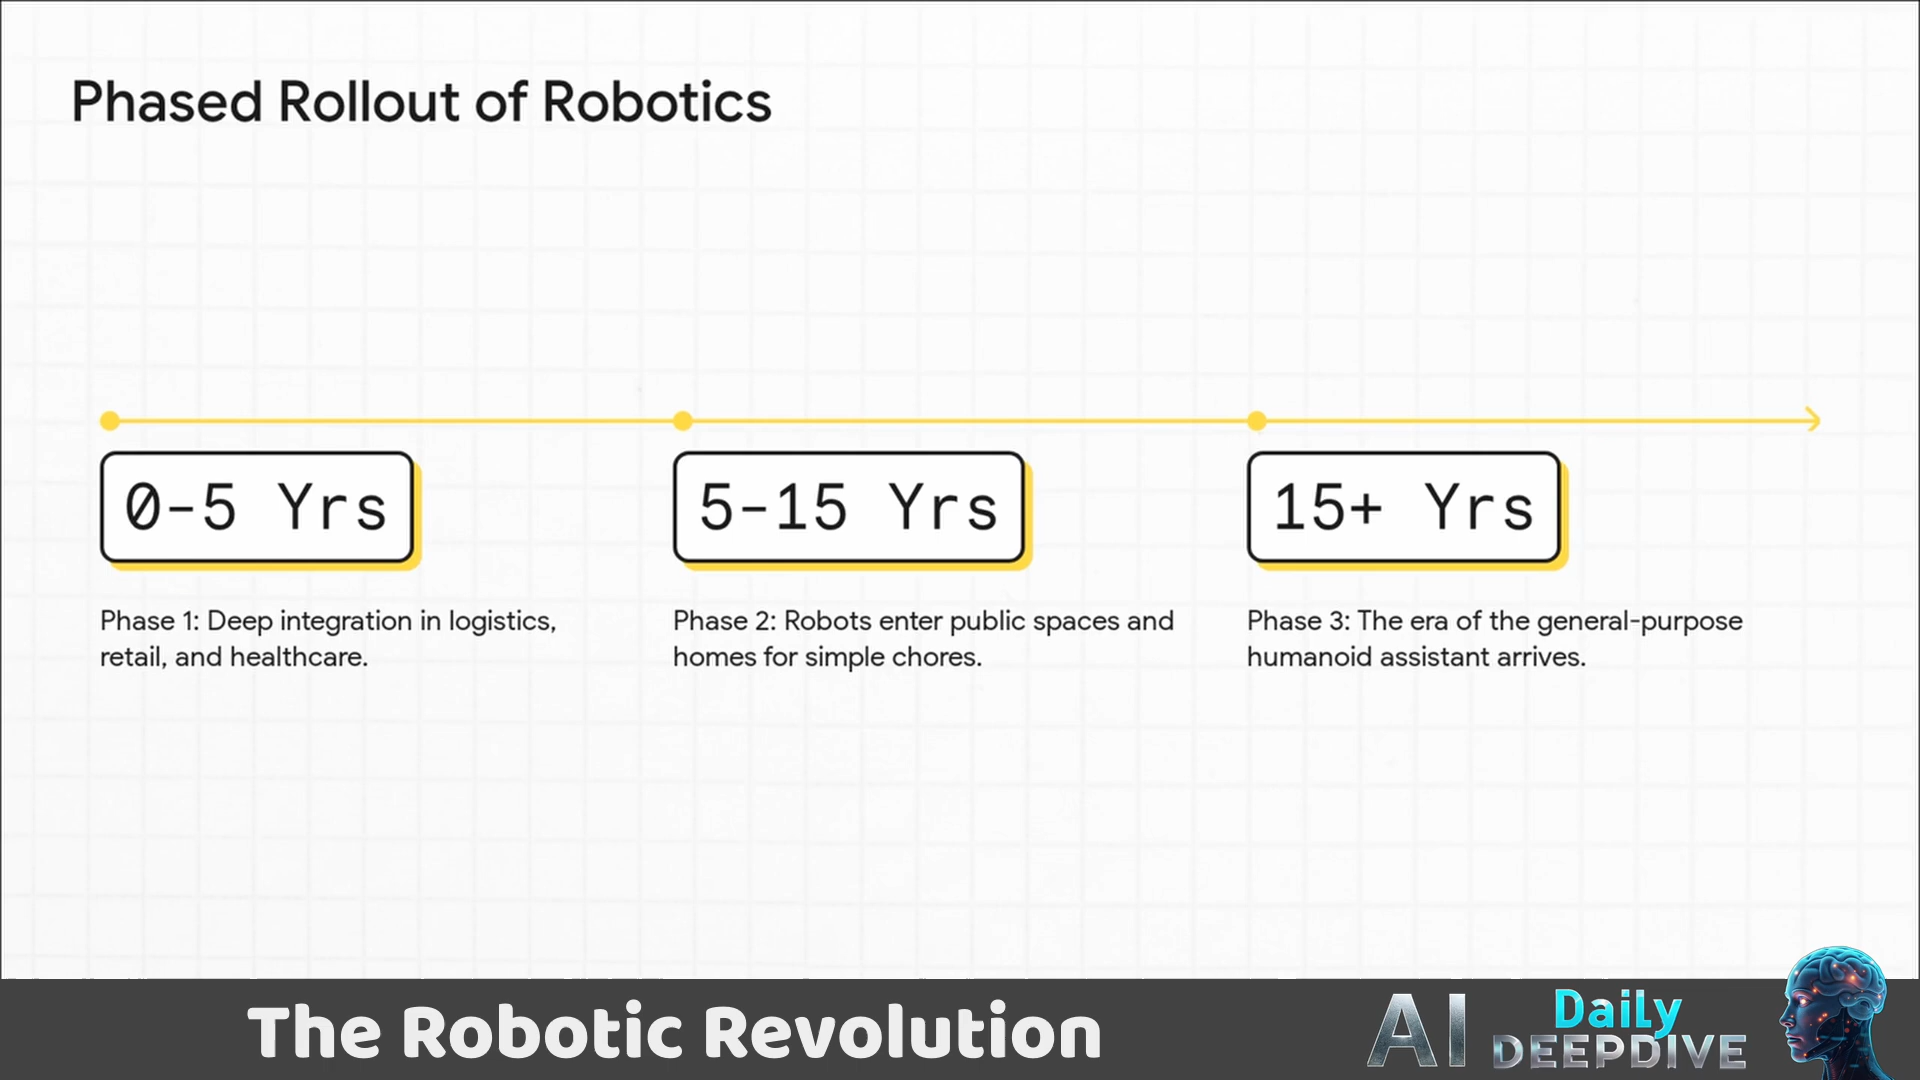 Phased Rollout of Robotics
0-5 Yrs
Phase 1: Deep integration in logistics,
retail, and healthcare.
5-15 Yrs
Phase 2: Robots enter public spaces and
homes for simple chores.
15+ Yrs
Phase 3: The era of the general-purpose
humanoid assistant arrives.
The Robotic Revolution
AI Daily
DEEPDIVE